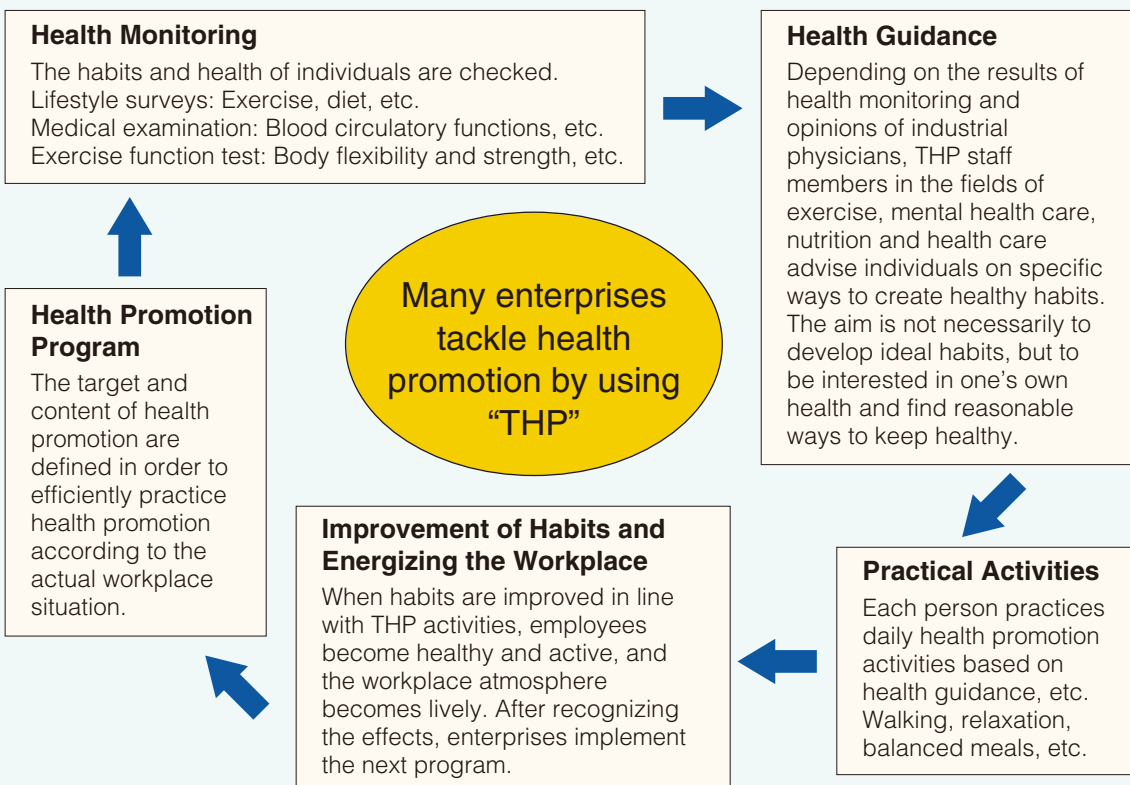 Health Monitoring
The habits and health of individuals are checked.
Lifestyle surveys: Exercise, diet, etc.
Medical examination: Blood circulatory functions, etc.
Exercise function test: Body flexibility and strength, etc.
Health Guidance
Depending on the results of
health monitoring and
opinions of industrial
physicians, THP staff
members in the fields of
exercise, mental health care,
nutrition and health care
advise individuals on specific
ways to create healthy habits.
The aim is not necessarily to
develop ideal habits, but to
be interested in one’s own
health and find reasonable
ways to keep healthy.
Many enterprises
tackle health
promotion by using
“THP”
Practical Activities
Each person practices
daily health promotion
activities based on
health guidance, etc.
Walking, relaxation,
balanced meals, etc.
Improvement of Habits and
Energizing the Workplace
When habits are improved in line
with THP activities, employees
become healthy and active, and
the workplace atmosphere
becomes lively. After recognizing
the effects, enterprises implement
the next program.
Health Promotion
Program
The target and
content of health
promotion are
defined in order to
efficiently practice
health promotion
according to the
actual workplace
situation.